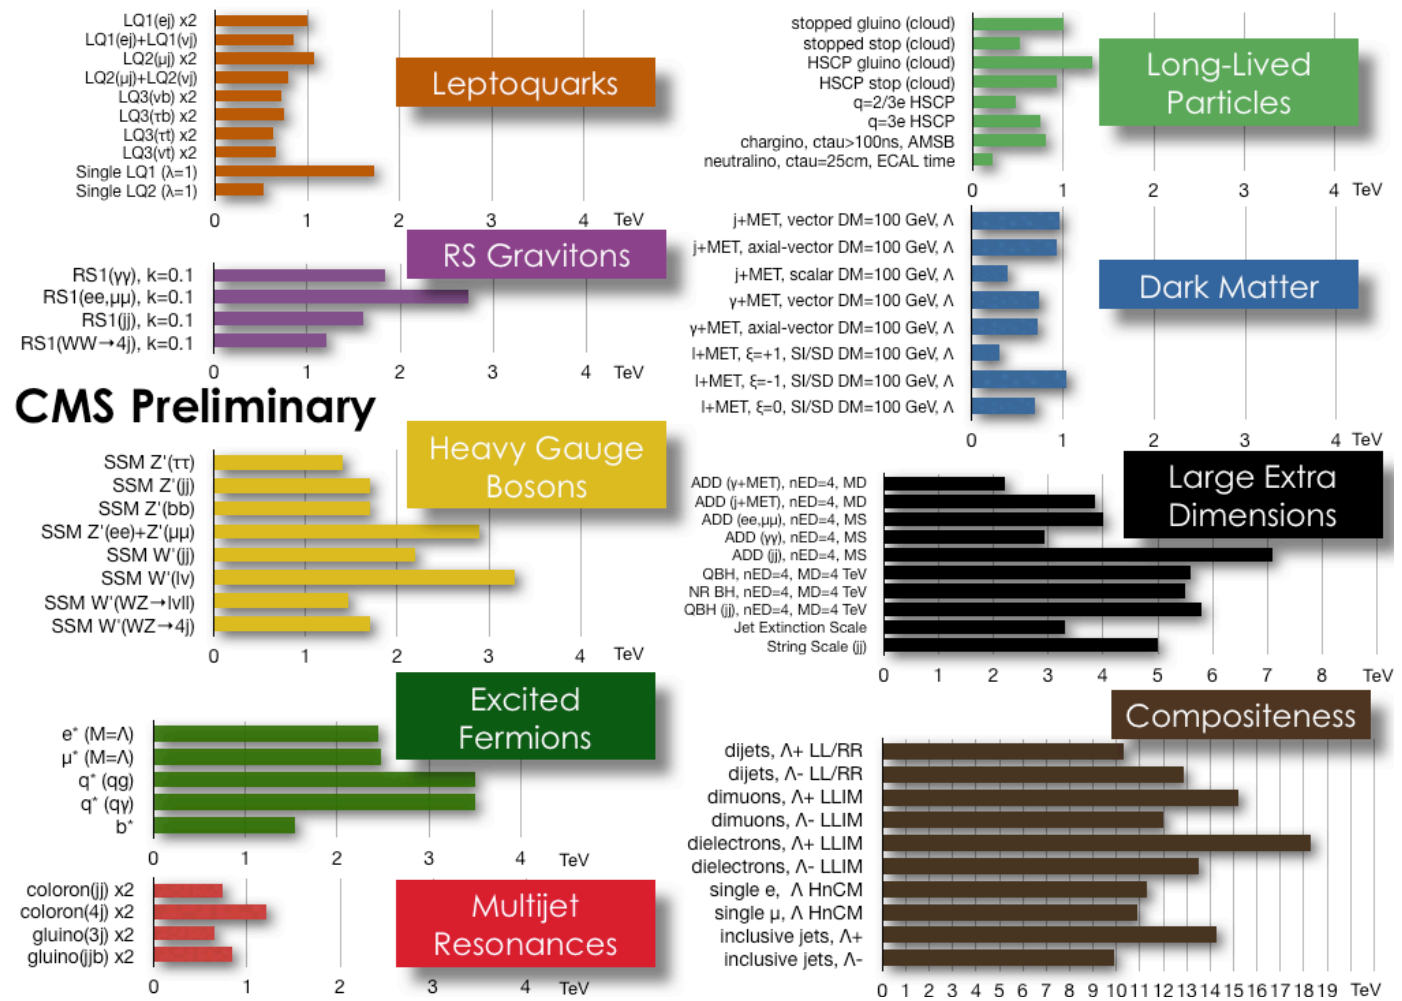 LQ1(ej) x2
LQ1(ej)+LQ1(νj)
LQ2(μj) x2
LQ2(μj)+LQ2(νj)
LQ3(νb) x2
LQ3(τb) x2
LQ3(τt) x2
LQ3(vt) x2
Single LQ1 (λ=1)
Single LQ2 (λ=1)
0 1 2 3 4 TeV
Leptoquarks
RS Gravitons
RS1(γγ), k=0.1
RS1(ee,μμ), k=0.1
RS1(jj), k=0.1
RS1(WW→4j), k=0.1
0 1 2 3 4 TeV
CMS Preliminary
Heavy Gauge
Bosons
SSM Z'(ττ)
SSM Z'(jj)
SSM Z'(bb)
SSM Z'(ee)+Z'(μμ)
SSM W'(jj)
SSM W'(lν)
SSM W'(WZ→lνll)
SSM W'(WZ→4j)
0 1 2 3 4 TeV
Excited
Fermions
e* (M=Λ)
μ* (M=Λ)
q* (qg)
q* (qγ)
b*
0 1 2 3 4 TeV
coloron(jj) x2
coloron(4j) x2
gluino(3j) x2
gluino(jjb) x2
0 1 2 3 4 TeV
Multijet
Resonances
stopped gluino (cloud)
stopped stop (cloud)
HSCP gluino (cloud)
HSCP stop (cloud)
q=2/3e HSCP
q=3e HSCP
chargino, ctau>100ns, AMSB
neutralino, ctau=25cm, ECAL time
0 1 2 3 4 TeV
Long-Lived
Particles
j+MET, vector DM=100 GeV, Λ
j+MET, axial-vector DM=100 GeV, Λ
j+MET, scalar DM=100 GeV, Λ
γ+MET, vector DM=100 GeV, Λ
γ+MET, axial-vector DM=100 GeV, Λ
l+MET, ξ=+1, SI/SD DM=100 GeV, Λ
l+MET, ξ=-1, SI/SD DM=100 GeV, Λ
l+MET, ξ=0, SI/SD DM=100 GeV, Λ
0 1 2 3 4 TeV
Dark Matter
Large Extra
Dimensions
ADD (γ+MET), nED=4, MD
ADD (j+MET), nED=4, MD
ADD (ee,μμ), nED=4, MS
ADD (γγ), nED=4, MS
ADD (jj), nED=4, MS
QBH, nED=4, MD=4 TeV
NR BH, nED=4, MD=4 TeV
QBH (jj), nED=4, MD=4 TeV
Jet Extinction Scale
String Scale (jj)
0 1 2 3 4 5 6 7 8 TeV
Compositeness
dijets, Λ+ LL/RR
dijets, Λ- LL/RR
dimuons, Λ+ LLIM
dimuons, Λ- LLIM
dielectrons, Λ+ LLIM
dielectrons, Λ- LLIM
single e, Λ HnCM
single μ, Λ HnCM
inclusive jets, Λ+
inclusive jets, Λ-
0 1 2 3 4 5 6 7 8 9 10 11 12 13 14 15 16 17 18 19 TeV